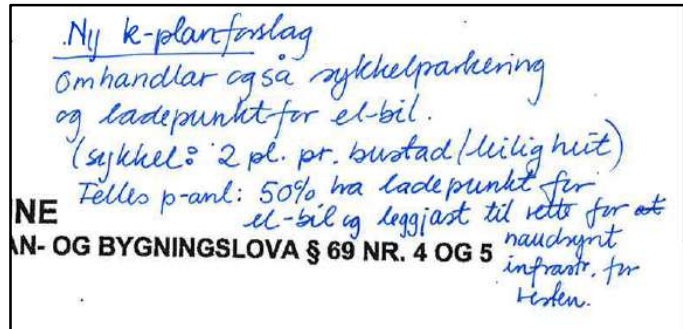 Ny k-planforslag
omhandlar også sykkelparkering
og ladepunkt for el-bil.
(sykkel: 2 pl. pr. bustad/leilighet)
Felles p-anl: 50% ha ladepunkt for
el-bil og leggjast til rette for at
naudsynt
infrastr. for
resten.
NE
AN- OG BYGNINGSLOVA § 69 NR. 4 OG 5